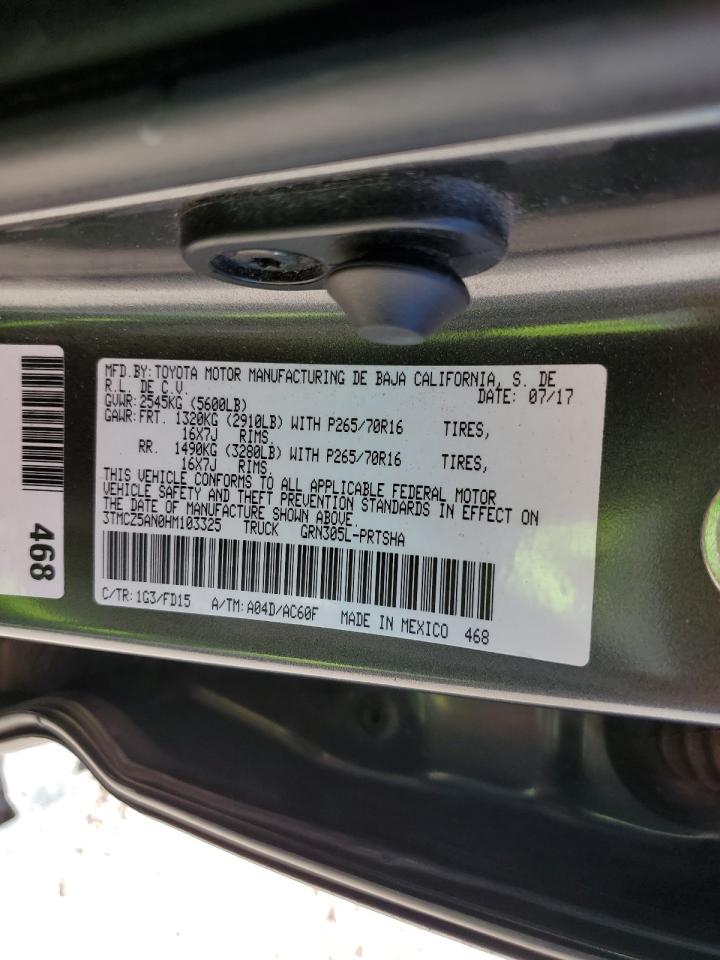 MFD.BY:TOYOTA MOTOR MANUFACTURING DE BAJA CALIFORNIA, S. DE
R.L. DE C.V. DATE: 07/17
GVWR:2545KG (5600LB)
GAWR:FRT. 1320KG (2910LB) WITH P265/70R16 TIRES,
16X7J RIMS.
RR. 1490KG (3280LB) WITH P265/70R16 TIRES,
16X7J RIMS.
THIS VEHICLE CONFORMS TO ALL APPLICABLE FEDERAL MOTOR
VEHICLE SAFETY AND THEFT PREVENTION STANDARDS IN EFFECT ON
THE DATE OF MANUFACTURE SHOWN ABOVE.
3TMCZ5AN0HM103325 TRUCK GRN305L-PRTSHA
C/TR:1G3/FD15 A/TM:A04D/AC60F MADE IN MEXICO 468
468